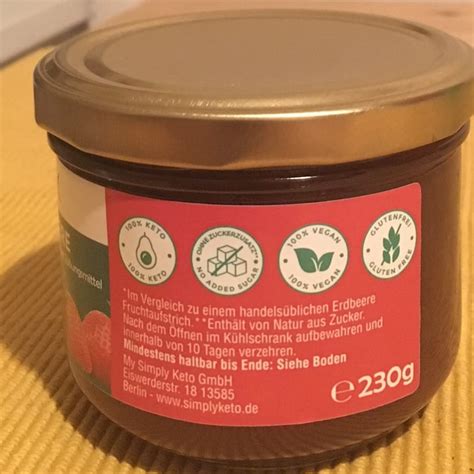 100% KETO
100% KETO
OHNE ZUCKERZUSATZ**
NO ADDED SUGAR
100% VEGAN
100% VEGAN
GLUTENFREI
GLUTEN FREE
*Im Vergleich zu einem handelsüblichen Erdbeere
Fruchtaufstrich.**Enthält von Natur aus Zucker.
Nach dem Öffnen im Kühlschrank aufbewahren und
innerhalb von 10 Tagen verzehren.
Mindestens haltbar bis Ende: Siehe Boden
My Simply Keto GmbH
Eiswerderstr. 18 13585
Berlin - www.simplyketo.de
℮ 230g